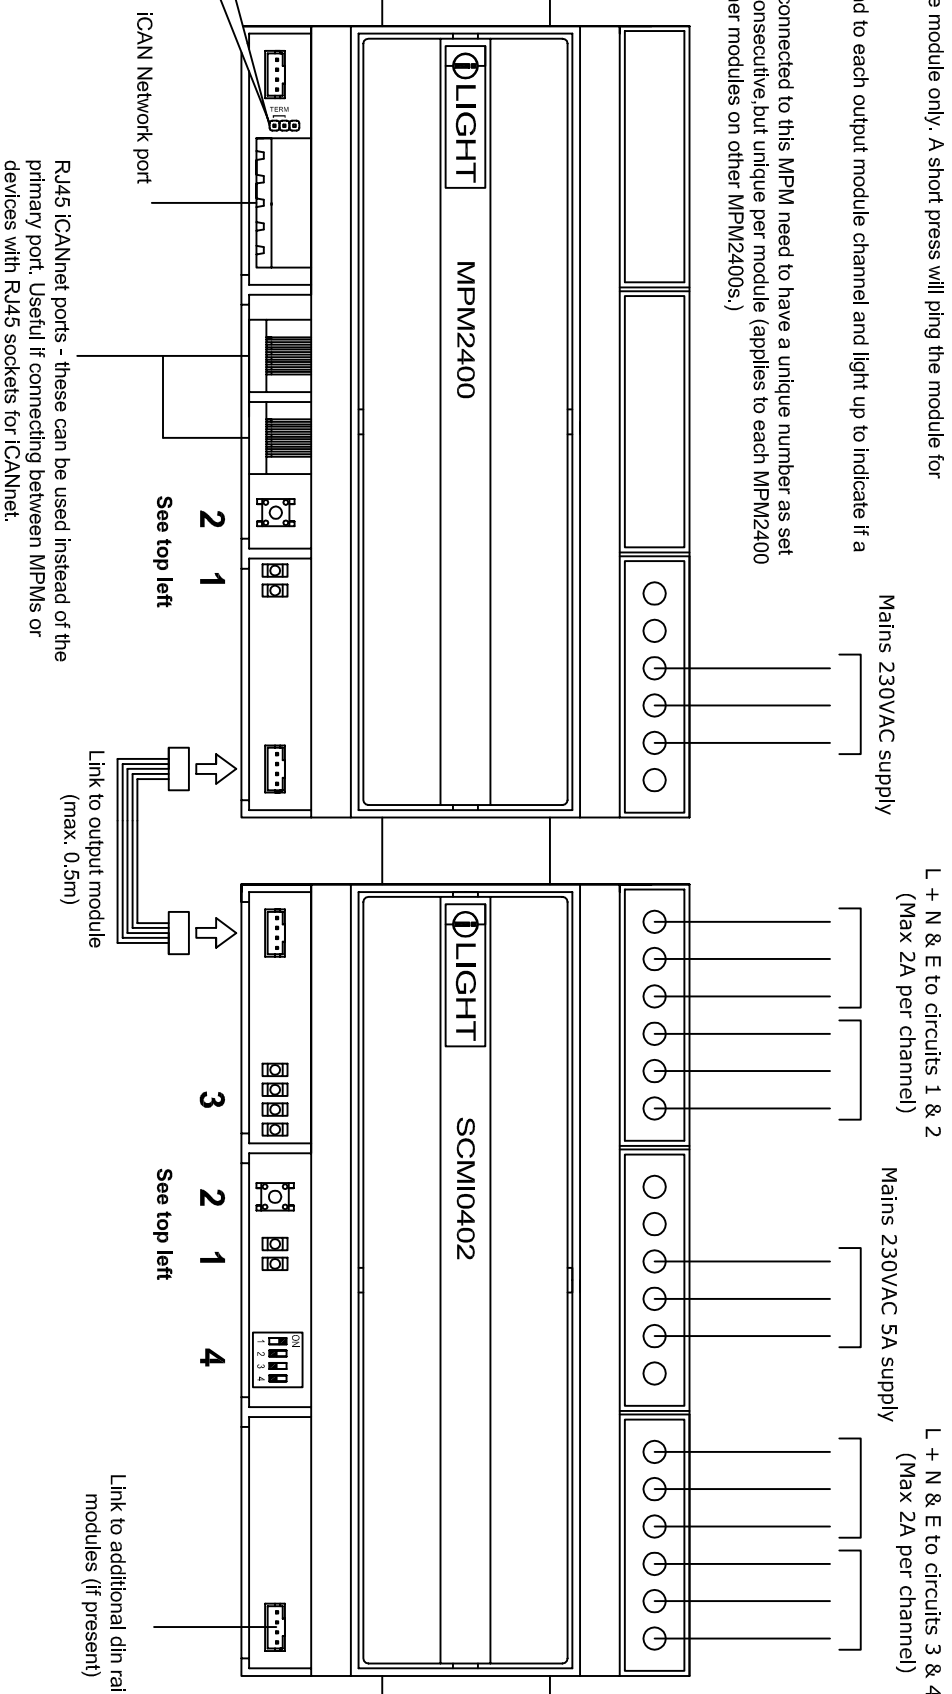 e module only. A short press will ping the module for
nd to each output module channel and light up to indicate if a
connected to this MPM need to have a unique number as set
onsecutive,but unique per module (applies to each MPM2400
er modules on other MPM2400s.)
Mains 230VAC supply
L + N & E to circuits 1 & 2
(Max 2A per channel)
Mains 230VAC 5A supply
L + N & E to circuits 3 & 4
(Max 2A per channel)
iLIGHT
MPM2400
iLIGHT
SCMI0402
TERM
ON
1
2
3
4
2
1
See top left
3
2
1
See top left
4
iCAN Network port
RJ45 iCANnet ports - these can be used instead of the
primary port. Useful if connecting between MPMs or
devices with RJ45 sockets for iCANnet.
Link to output module
(max. 0.5m)
Link to additional din rai
modules (if present)